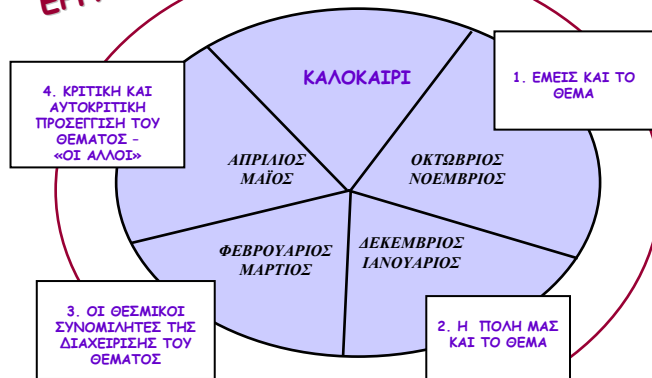 ΚΑΛΟΚΑΙΡΙ
1. ΕΜΕΙΣ ΚΑΙ ΤΟ
ΘΕΜΑ
4. ΚΡΙΤΙΚΗ ΚΑΙ
ΑΥΤΟΚΡΙΤΙΚΗ
ΠΡΟΣΕΓΓΙΣΗ ΤΟΥ
ΘΕΜΑΤΟΣ –
«ΟΙ ΑΛΛΟΙ»
ΑΠΡΙΛΙΟΣ
ΜΑΪΟΣ
ΟΚΤΩΒΡΙΟΣ
ΝΟΕΜΒΡΙΟΣ
ΦΕΒΡΟΥΑΡΙΟΣ
ΜΑΡΤΙΟΣ
ΔΕΚΕΜΒΡΙΟΣ
ΙΑΝΟΥΑΡΙΟΣ
3. ΟΙ ΘΕΣΜΙΚΟΙ
ΣΥΝΟΜΙΛΗΤΕΣ ΤΗΣ
ΔΙΑΧΕΙΡΙΣΗΣ ΤΟΥ
ΘΕΜΑΤΟΣ
2. Η ΠΟΛΗ ΜΑΣ
ΚΑΙ ΤΟ ΘΕΜΑ